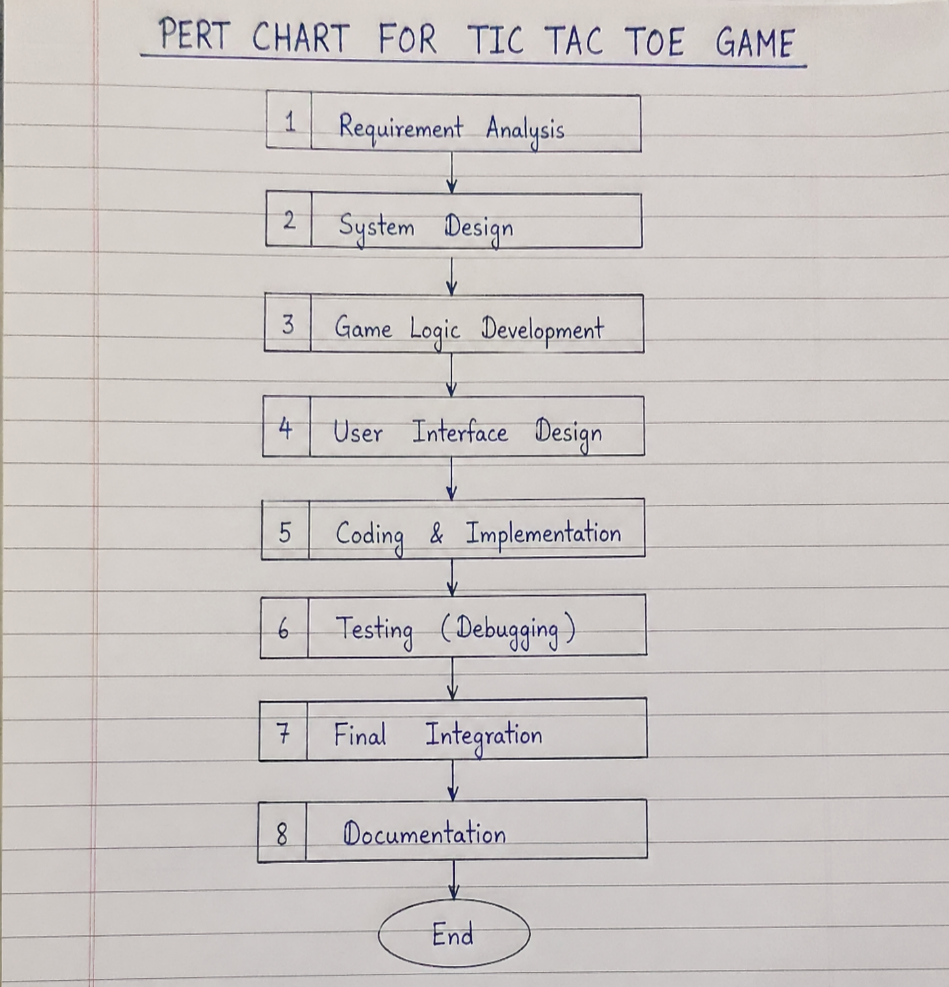 PERT CHART FOR TIC TAC TOE GAME
1 Requirement Analysis
2 System Design
3 Game Logic Development
4 User Interface Design
5 Coding & Implementation
6 Testing (Debugging)
7 Final Integration
8 Documentation
End